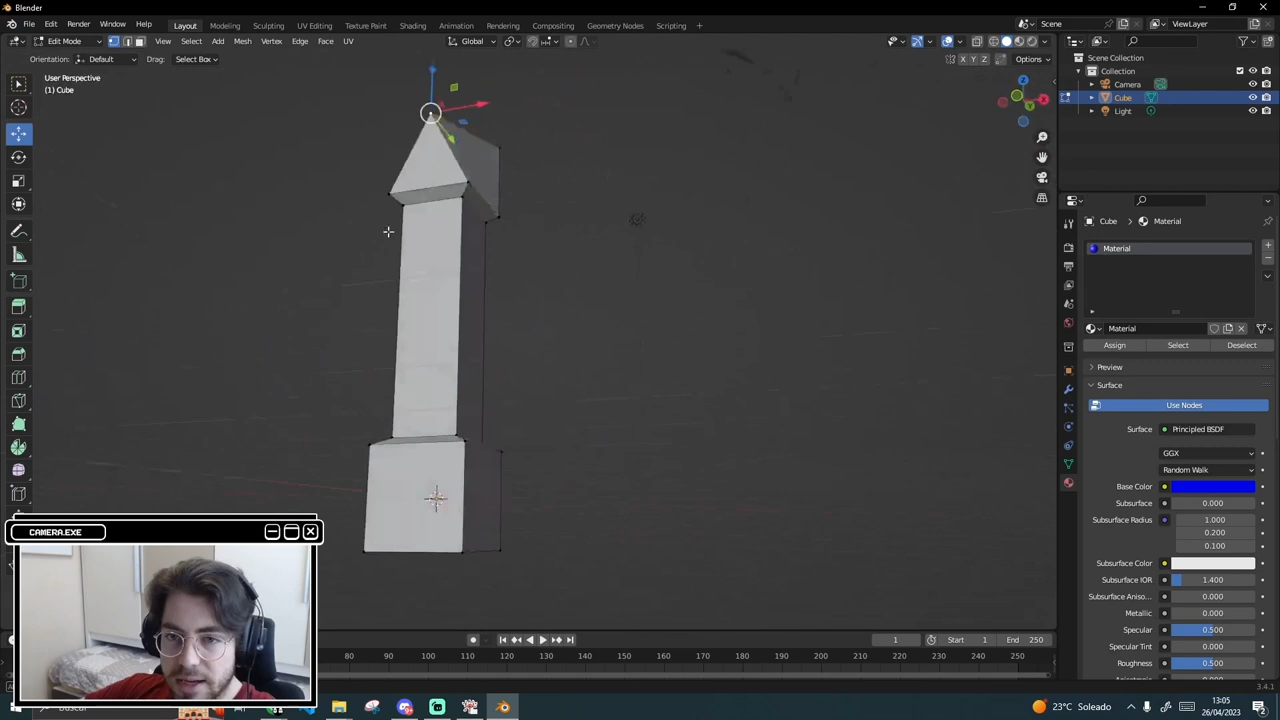 Blender
File Edit Render Window Help
Layout Modeling Sculpting UV Editing Texture Paint Shading Animation Rendering Compositing Geometry Nodes Scripting +
Scene
ViewLayer
Edit Mode View Select Add Mesh Vertex Edge Face UV
Global
Orientation: Default Drag: Select Box
X Y Z Options
User Perspective
(1) Cube
Z
X
Y
Scene Collection
Collection
Camera
Cube
Light
Cube Material
Material
Material
Assign Select Deselect
Preview
Surface
Use Nodes
Surface Principled BSDF
GGX
Random Walk
Base Color
Subsurface 0.000
Subsurface Radius 1.000
0.200
0.100
Subsurface Color
Subsurface IOR 1.400
Subsurface Aniso... 0.000
Metallic 0.000
Specular 0.500
Specular Tint 0.000
Roughness 0.500
3.4.1
CAMERA.EXE
1 Start 1 End 250
80 90 100 110 120 130 140 150 160 170 180 190 200 210 220 230 240 250
Buscar
23°C Soleado
13:05
26/04/2023